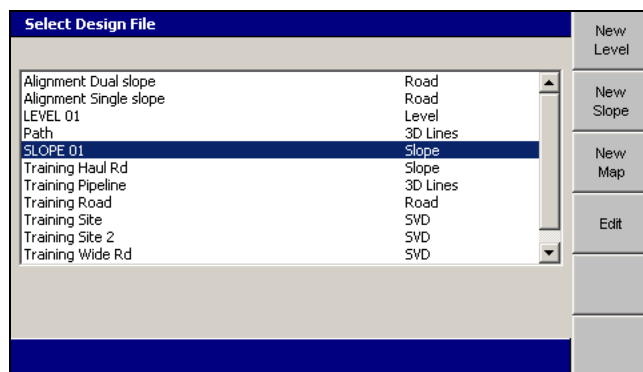 Select Design File
New
Level
New
Slope
New
Map
Edit
Alignment Dual slope Road
Alignment Single slope Road
LEVEL 01 Level
Path 3D Lines
SLOPE 01 Slope
Training Haul Rd Slope
Training Pipeline 3D Lines
Training Road Road
Training Site SVD
Training Site 2 SVD
Training Wide Rd SVD